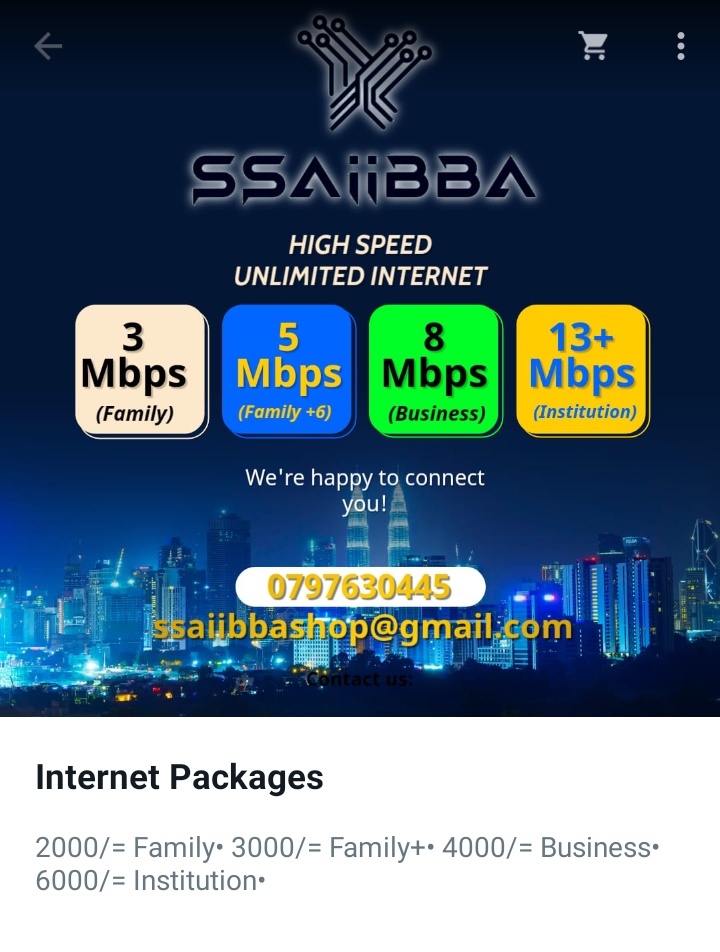 SSAiiBBA
HIGH SPEED
UNLIMITED INTERNET
3
Mbps
(Family)
5
Mbps
(Family +6)
8
Mbps
(Business)
13+
Mbps
(Institution)
We're happy to connect
you!
0797630445
ssaiibbashop@gmail.com
Contact us:
Internet Packages
2000/= Family• 3000/= Family+• 4000/= Business•
6000/= Institution•